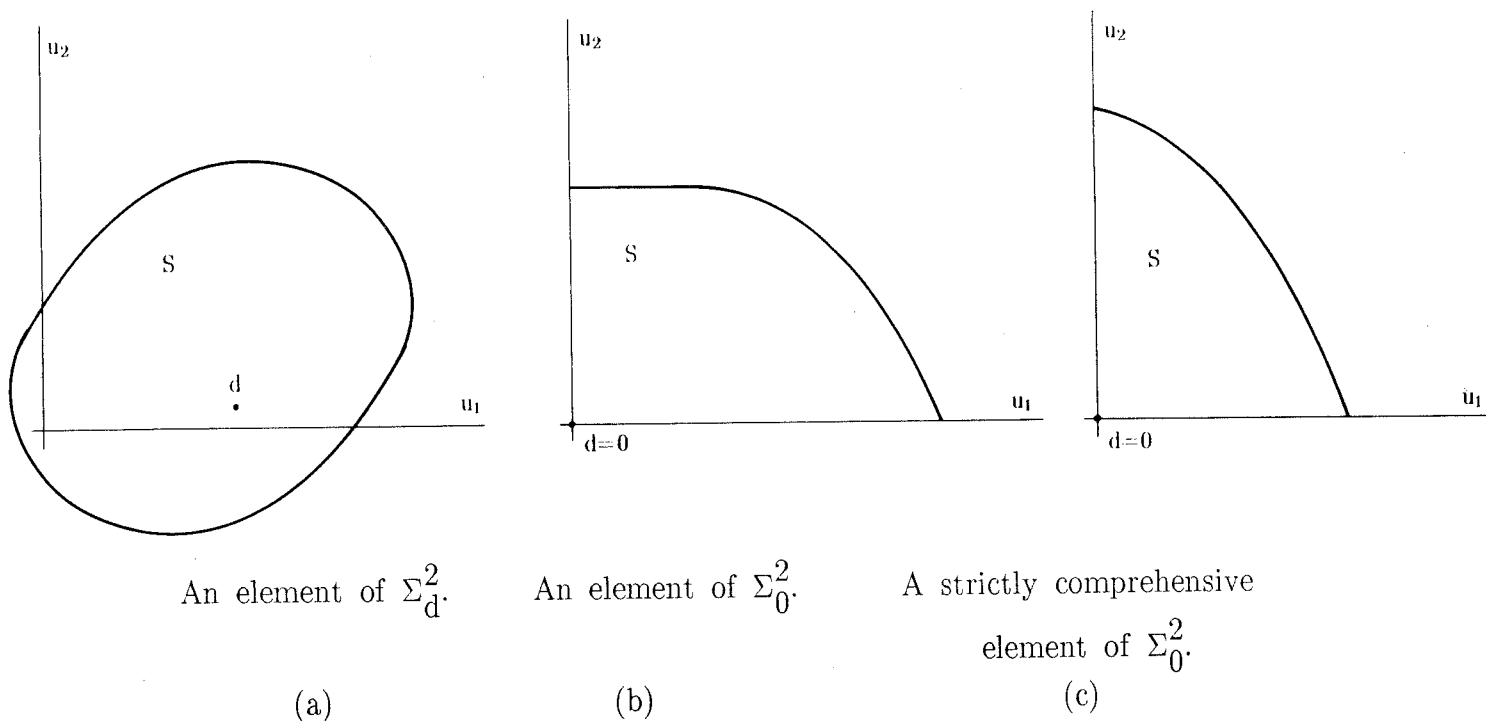 u₂
S
d
u₁
An element of Σ²_d.
(a)
u₂
S
u₁
d=0
An element of Σ²₀.
(b)
u₂
S
u₁
d=0
A strictly comprehensive
element of Σ²₀.
(c)